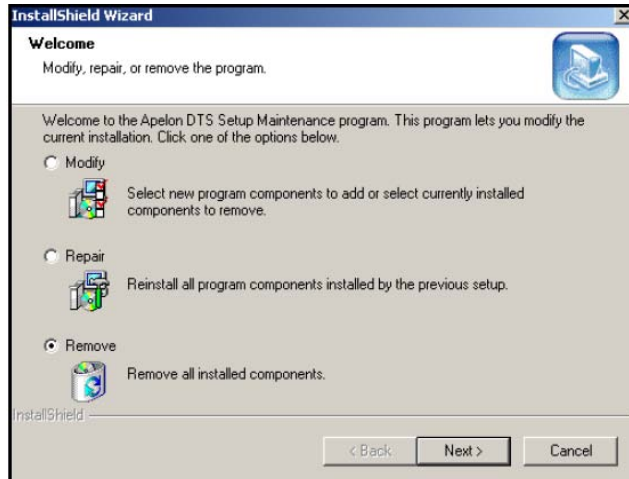 InstallShield Wizard
Welcome
Modify, repair, or remove the program.
Welcome to the Apelon DTS Setup Maintenance program. This program lets you modify the
current installation. Click one of the options below.
Modify
Select new program components to add or select currently installed
components to remove.
Repair
Reinstall all program components installed by the previous setup.
Remove
Remove all installed components.
InstallShield
< Back Next > Cancel